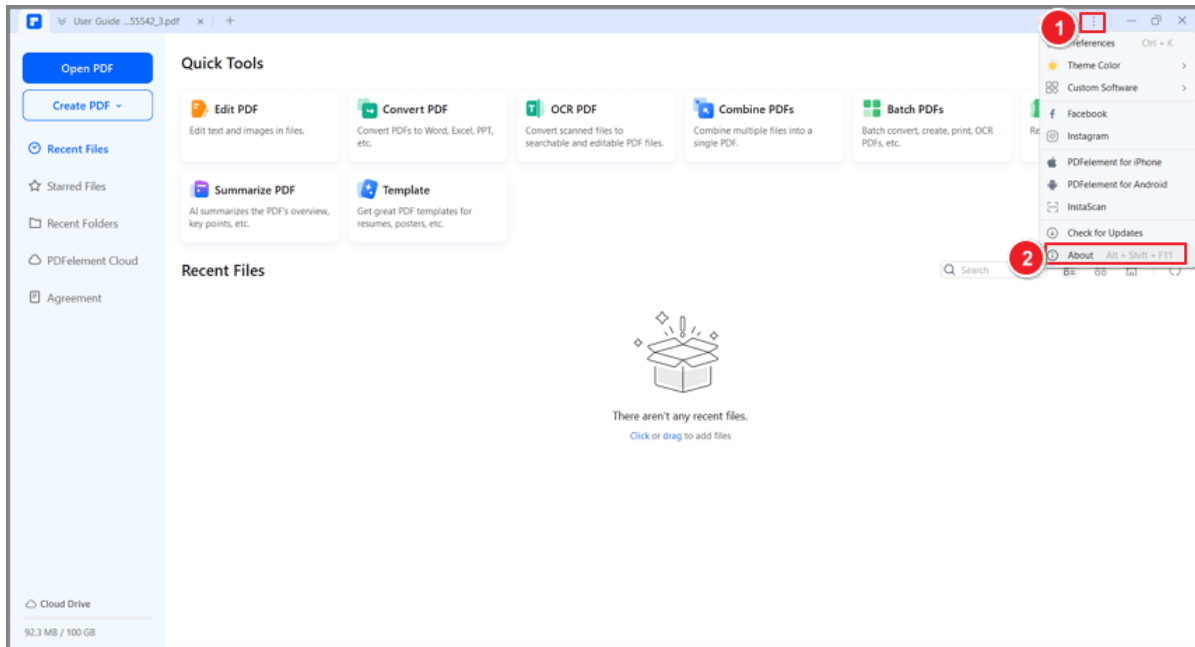 User Guide ...55542_3.pdf
1
Open PDF
Create PDF
Recent Files
Starred Files
Recent Folders
PDFelement Cloud
Agreement
Cloud Drive
92.3 MB / 100 GB
Quick Tools
Edit PDF
Edit text and images in files.
Convert PDF
Convert PDFs to Word, Excel, PPT,
etc.
OCR PDF
Convert scanned files to
searchable and editable PDF files.
Combine PDFs
Combine multiple files into a
single PDF.
Batch PDFs
Batch convert, create, print, OCR
PDFs, etc.
Summarize PDF
AI summarizes the PDF's overview,
key points, etc.
Template
Get great PDF templates for
resumes, posters, etc.
Recent Files
Search
There aren't any recent files.
Click or drag to add files
Ctrl + K
Theme Color
Custom Software
Facebook
Instagram
PDFelement for iPhone
PDFelement for Android
InstaScan
Check for Updates
2
About Alt + Shift + F11